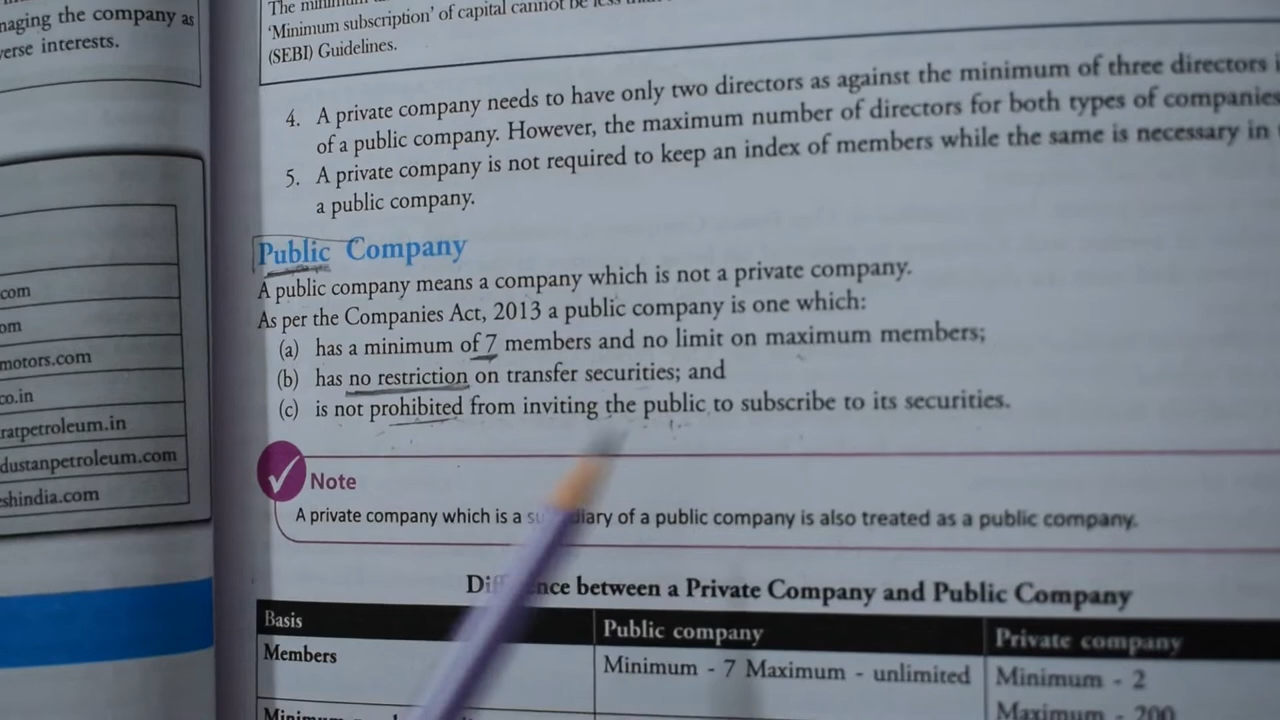 naging the company as
verse interests.
com
om
motors.com
co.in
ratpetroleum.in
dustanpetroleum.com
shindia.com
The minimum
‘Minimum subscription’ of capital cannot be less
(SEBI) Guidelines.
4. A private company needs to have only two directors as against the minimum of three directors
of a public company. However, the maximum number of directors for both types of companies
5. A private company is not required to keep an index of members while the same is necessary in
a public company.
Public Company
A public company means a company which is not a private company.
As per the Companies Act, 2013 a public company is one which:
(a) has a minimum of 7 members and no limit on maximum members;
(b) has no restriction on transfer securities; and
(c) is not prohibited from inviting the public to subscribe to its securities.
Note
A private company which is a subsidiary of a public company is also treated as a public company.
Difference between a Private Company and Public Company
Basis Public company Private company
Members Minimum - 7 Maximum - unlimited Minimum - 2
Maximum - 200